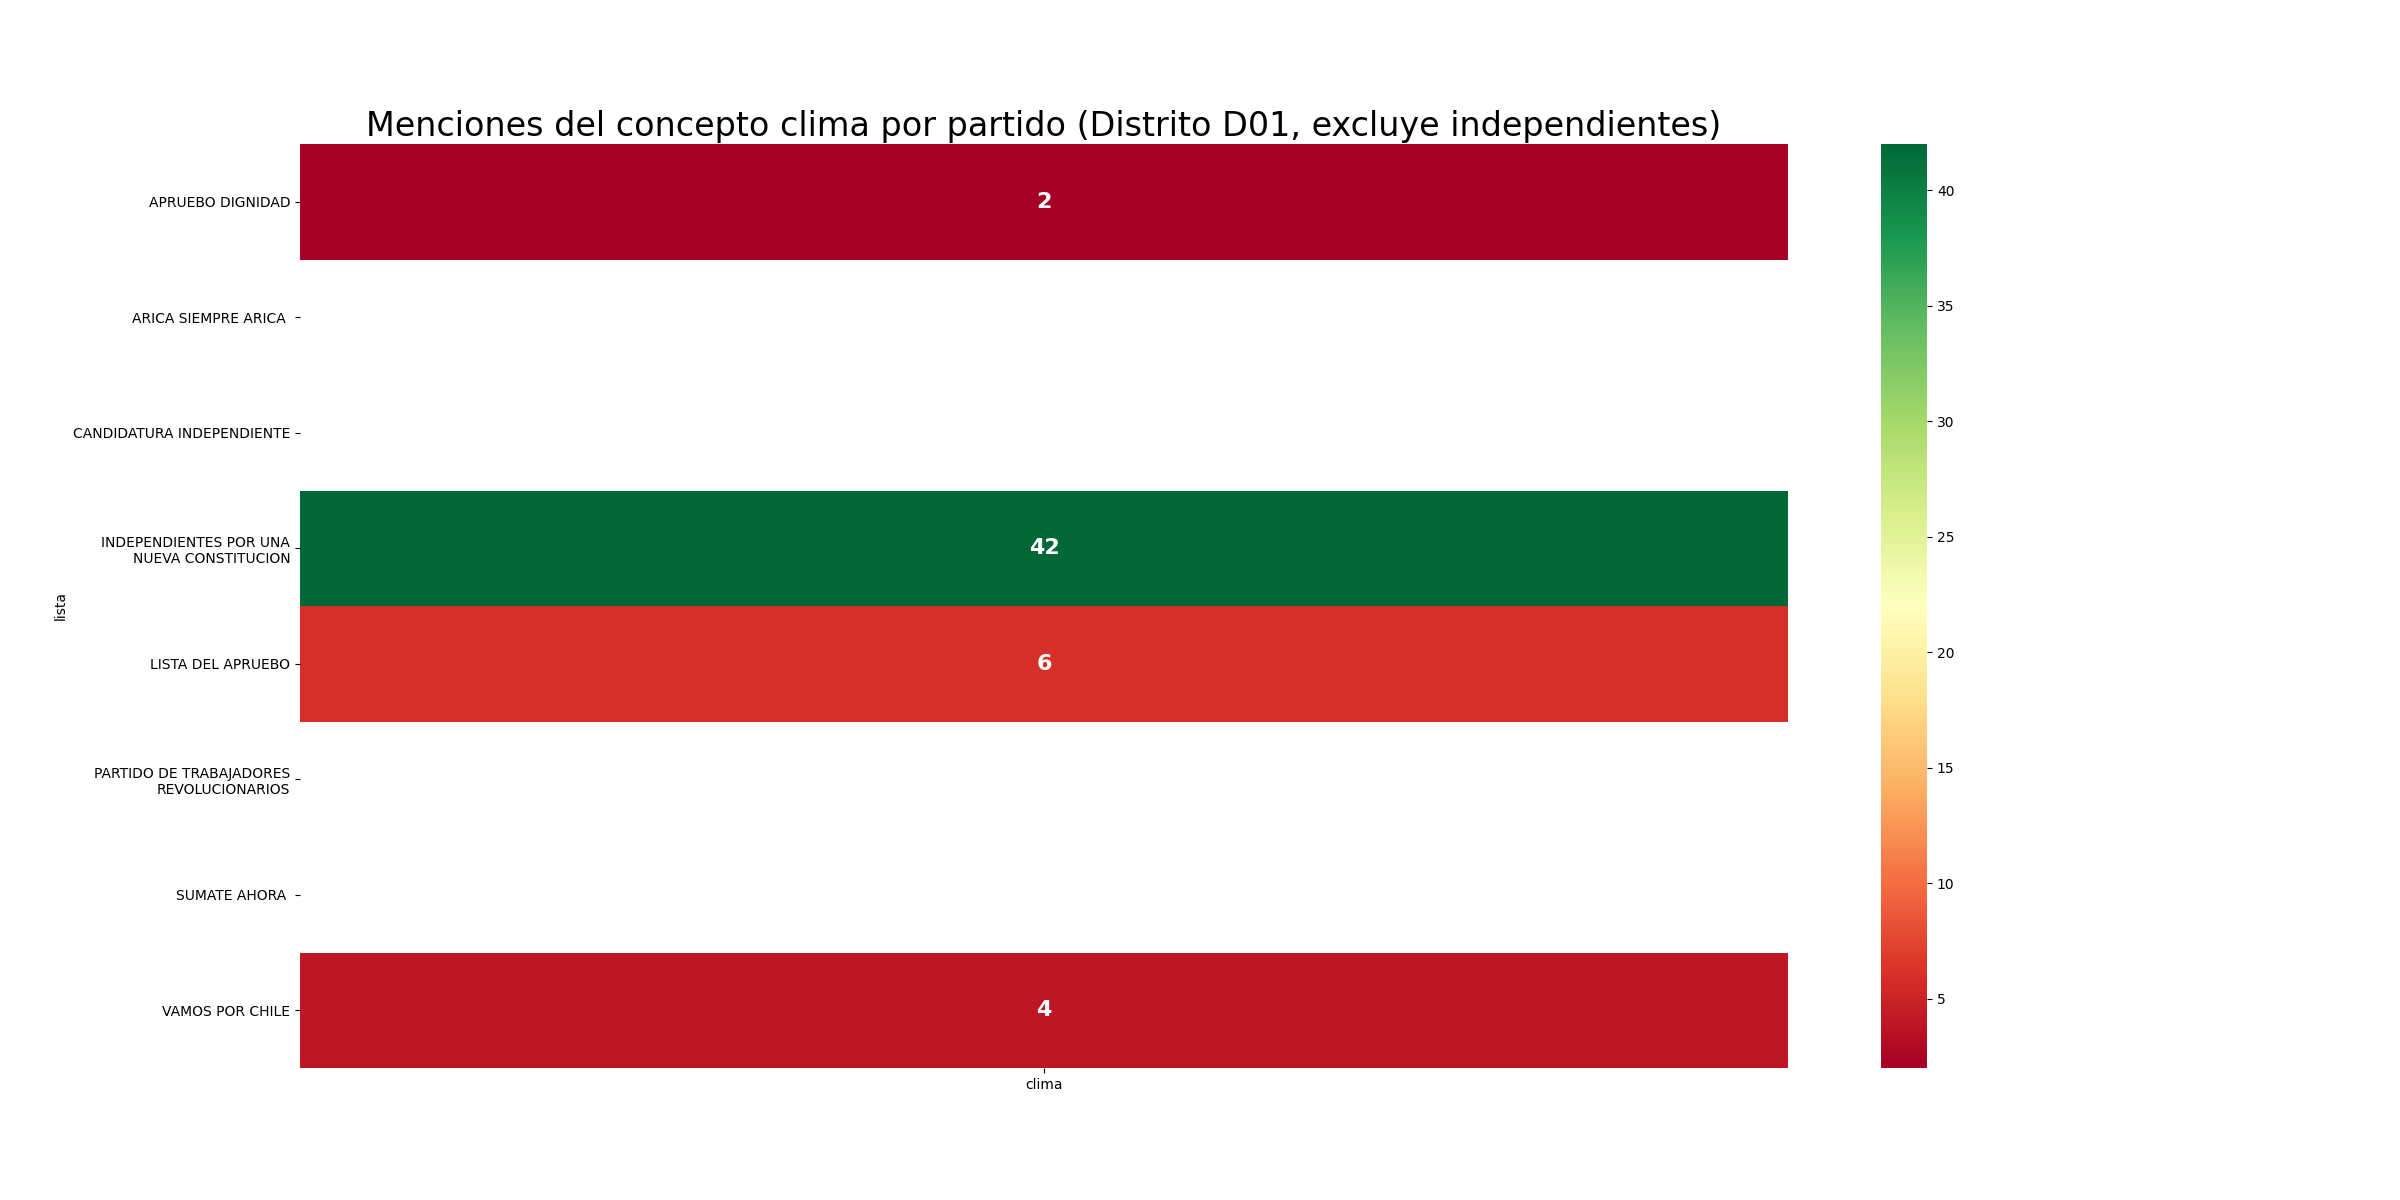 Menciones del concepto clima por partido (Distrito D01, excluye independientes)
APRUEBO DIGNIDAD
2
ARICA SIEMPRE ARICA
CANDIDATURA INDEPENDIENTE
INDEPENDIENTES POR UNA
NUEVA CONSTITUCION
42
LISTA DEL APRUEBO
6
PARTIDO DE TRABAJADORES
REVOLUCIONARIOS
SUMATE AHORA
VAMOS POR CHILE
4
lista
clima
40
35
30
25
20
15
10
5